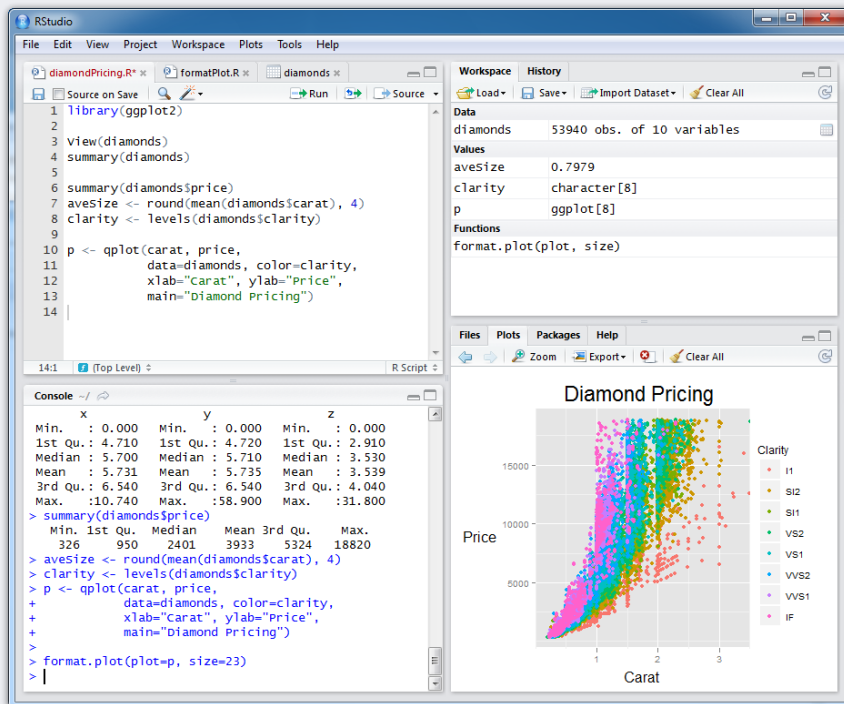 RStudio
File Edit View Project Workspace Plots Tools Help
diamondPricing.R* formatPlot.R diamonds
Source on Save Run Source
1 library(ggplot2)
2
3 View(diamonds)
4 summary(diamonds)
5
6 summary(diamonds$price)
7 aveSize <- round(mean(diamonds$carat), 4)
8 clarity <- levels(diamonds$clarity)
9
10 p <- qplot(carat, price,
11 data=diamonds, color=clarity,
12 xlab="Carat", ylab="Price",
13 main="Diamond Pricing")
14
14:1 (Top Level) R Script
Console ~/
x y z
Min. : 0.000 Min. : 0.000 Min. : 0.000
1st Qu.: 4.710 1st Qu.: 4.720 1st Qu.: 2.910
Median : 5.700 Median : 5.710 Median : 3.530
Mean : 5.731 Mean : 5.735 Mean : 3.539
3rd Qu.: 6.540 3rd Qu.: 6.540 3rd Qu.: 4.040
Max. :10.740 Max. :58.900 Max. :31.800
> summary(diamonds$price)
Min. 1st Qu. Median Mean 3rd Qu. Max.
326 950 2401 3933 5324 18820
> aveSize <- round(mean(diamonds$carat), 4)
> clarity <- levels(diamonds$clarity)
> p <- qplot(carat, price,
+ data=diamonds, color=clarity,
+ xlab="Carat", ylab="Price",
+ main="Diamond Pricing")
>
> format.plot(plot=p, size=23)
>
Workspace History
Load Save Import Dataset Clear All
Data
diamonds 53940 obs. of 10 variables
Values
aveSize 0.7979
clarity character[8]
p ggplot[8]
Functions
format.plot(plot, size)
Files Plots Packages Help
Zoom Export Clear All
Diamond Pricing
Price
15000
10000
5000
1 2 3
Carat
Clarity
I1
SI2
SI1
VS2
VS1
VVS2
VVS1
IF